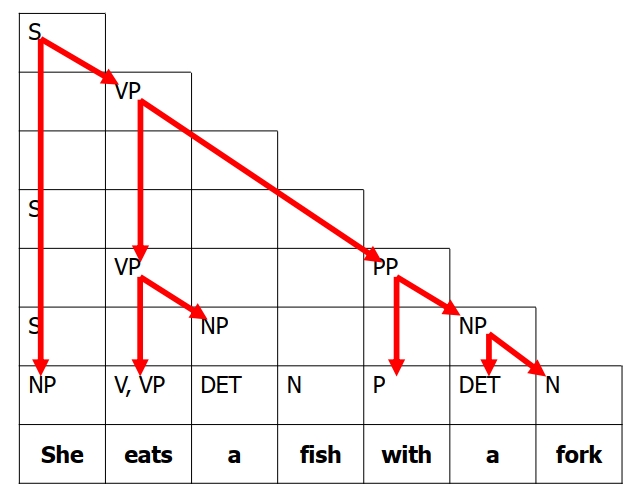 S
VP
S
VP PP
S NP NP
NP V, VP DET N P DET N
She eats a fish with a fork